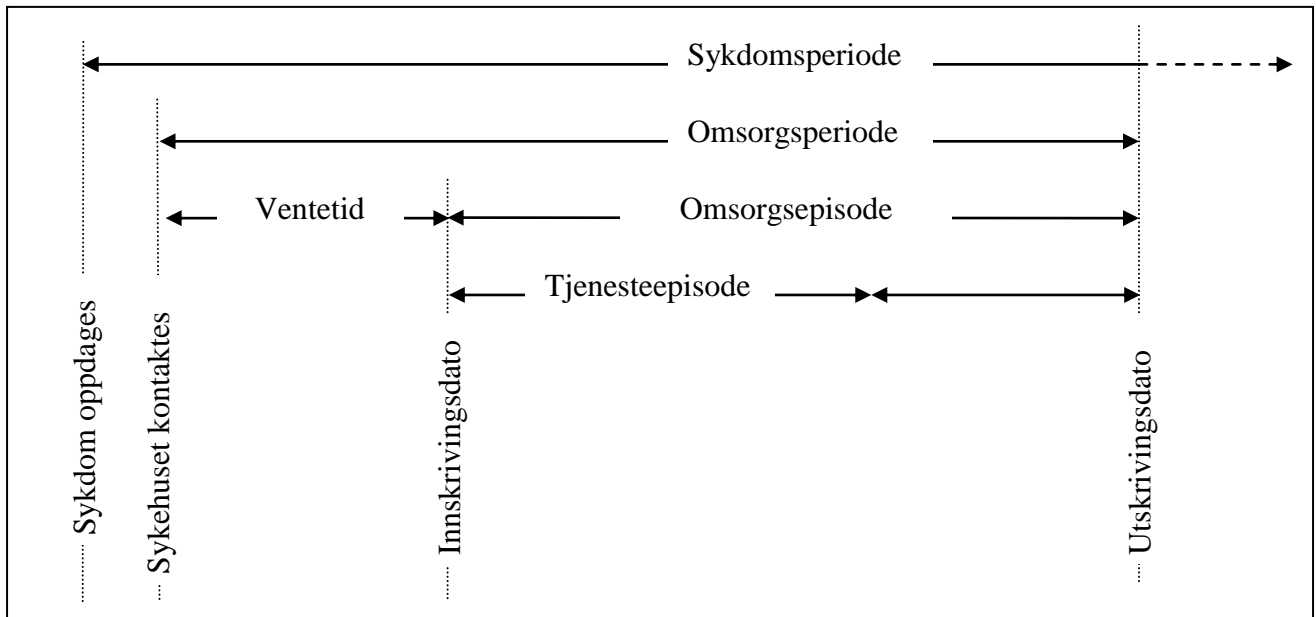 Sykdomsperiode
Omsorgsperiode
Ventetid
Omsorgsepisode
Tjenesteepisode
Sykdom oppdages
Sykehuset kontaktes
Innskrivingsdato
Utskrivingsdato